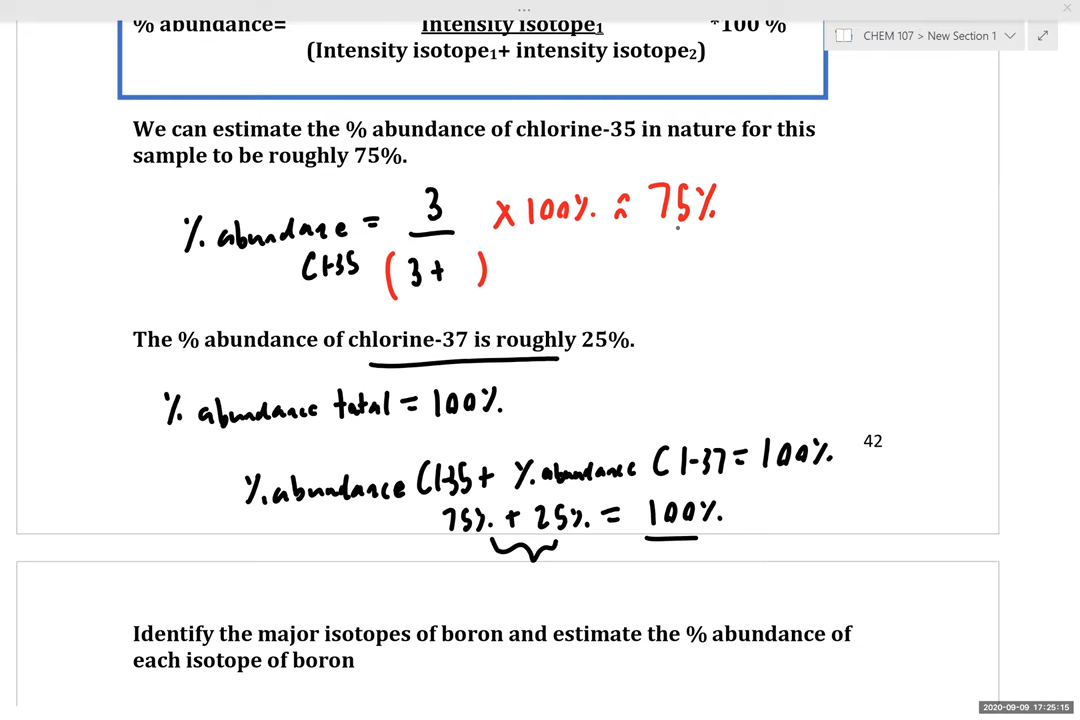 % abundance= Intensity isotope₁ *100 %
(Intensity isotope₁+ intensity isotope₂)
CHEM 107 > New Section 1
We can estimate the % abundance of chlorine-35 in nature for this
sample to be roughly 75%.
% abundance = 3 × 100% ≈ 75%
Cl-35 ( 3 + )
The % abundance of chlorine-37 is roughly 25%.
% abundance total = 100%
42
% abundance Cl-35 + % abundance Cl-37 = 100%
75% + 25% = 100%
Identify the major isotopes of boron and estimate the % abundance of
each isotope of boron
2020-09-09 17:25:15